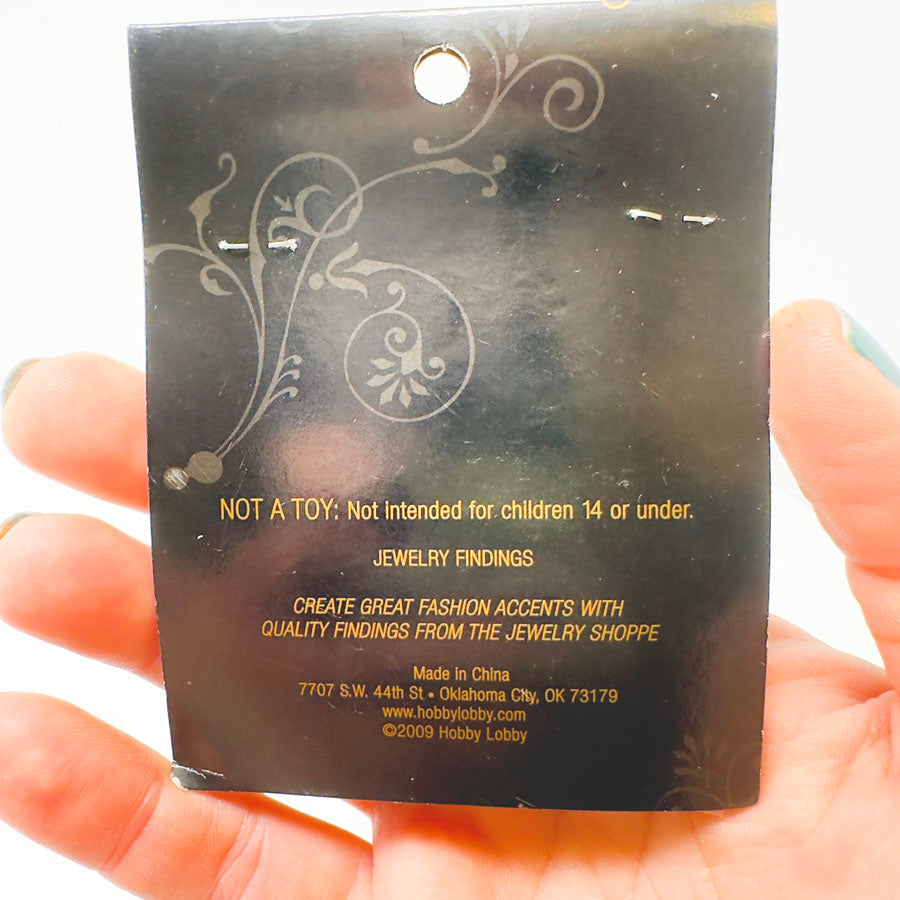 NOT A TOY: Not intended for children 14 or under.
JEWELRY FINDINGS
CREATE GREAT FASHION ACCENTS WITH
QUALITY FINDINGS FROM THE JEWELRY SHOPPE
Made in China
7707 S.W. 44th St • Oklahoma City, OK 73179
www.hobbylobby.com
©2009 Hobby Lobby